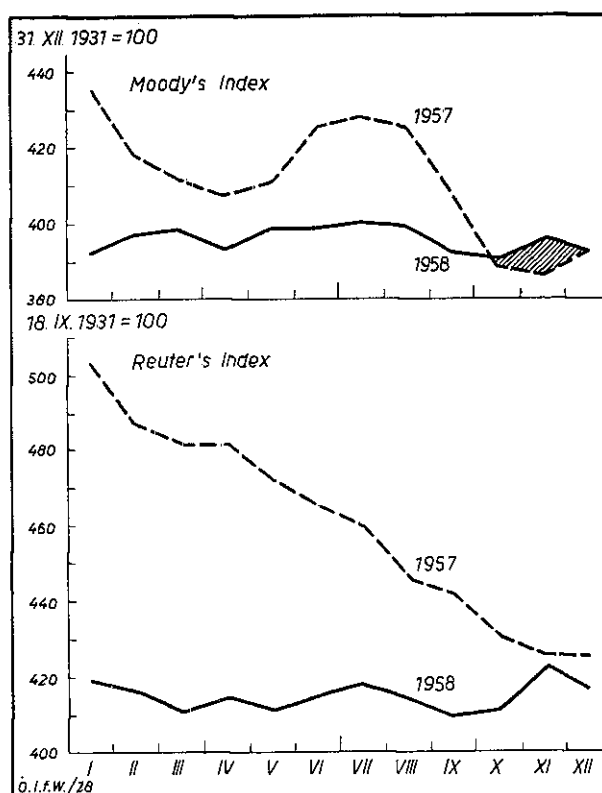 31. XII. 1931 = 100
Moody's Index
440
420
400
380
1957
1958
18. IX. 1931 = 100
Reuter's Index
500
480
460
440
420
400
1957
1958
I II III IV V VI VII VIII IX X XI XII
Ö.I.f.W./28